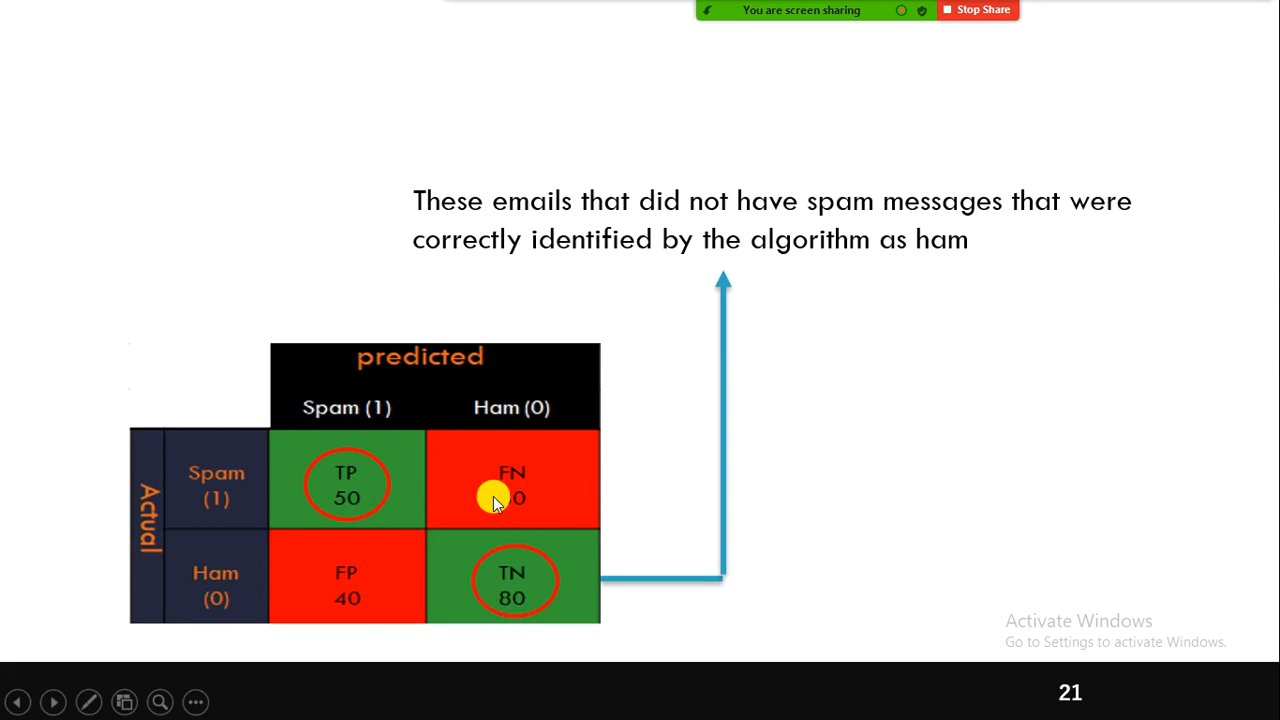 You are screen sharing
Stop Share
These emails that did not have spam messages that were
correctly identified by the algorithm as ham
predicted
Spam (1) Ham (0)
Actual
Spam
(1)
TP
50
FN
Ham
(0)
FP
40
TN
80
Activate Windows
Go to Settings to activate Windows.
21